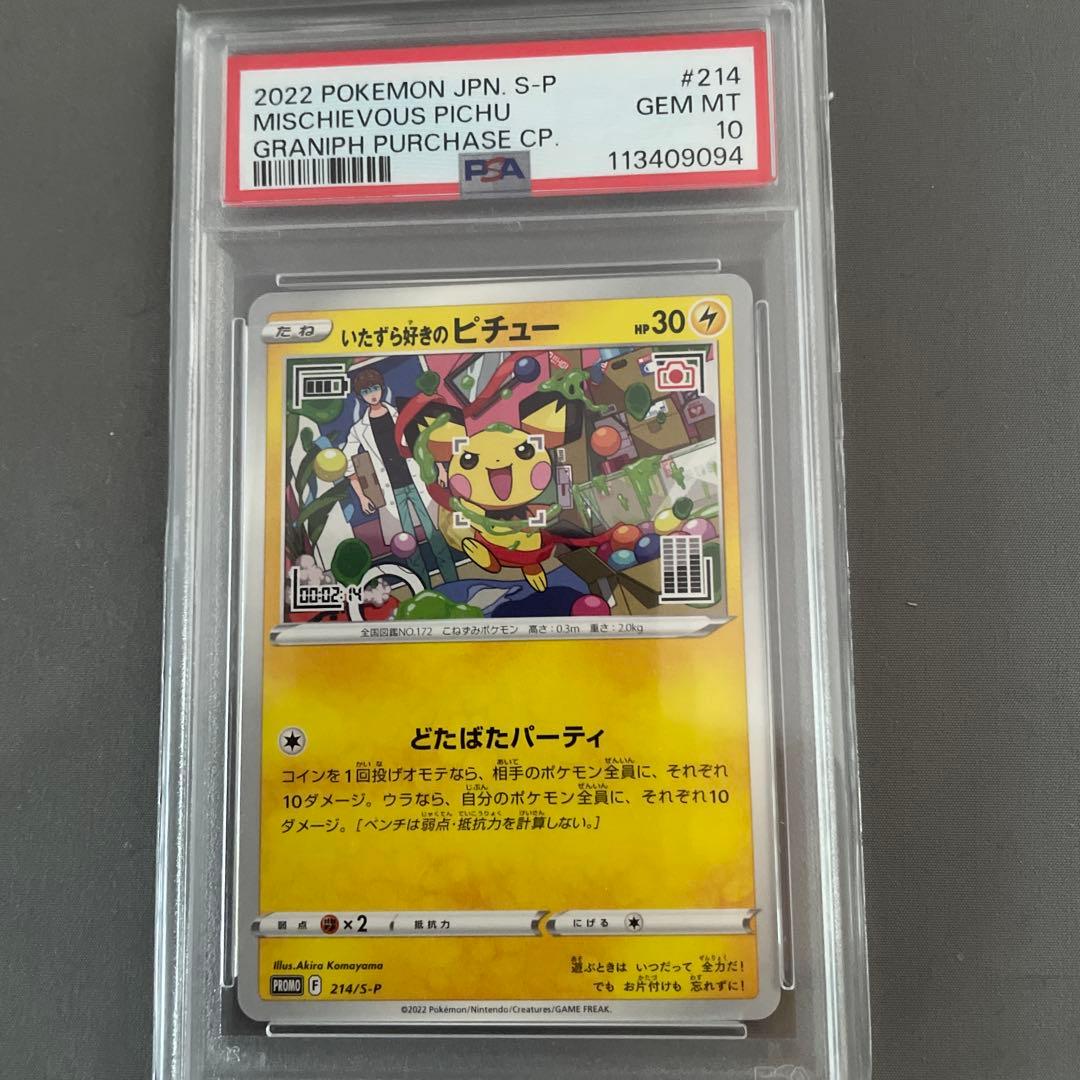 2022 POKEMON JPN. S-P #214
MISCHIEVOUS PICHU GEM MT
GRANIPH PURCHASE CP. 10
PSA 113409094
たね いたずら好きのピチュー HP30
00:02:14
全国図鑑NO.172 こねずみポケモン 高さ:0.3m 重さ:2.0kg
どたばたパーティ
コインを1回投げオモテなら、相手のポケモン全員に、それぞれ
10ダメージ。ウラなら、自分のポケモン全員に、それぞれ10
ダメージ。[ベンチは弱点・抵抗力を計算しない。]
弱点 ×2 抵抗力 にげる
Illus.Akira Komayama
PROMO F 214/S-P
遊ぶときは いつだって 全力だ!
でも お片付けも 忘れずに!
©2022 Pokémon/Nintendo/Creatures/GAME FREAK.